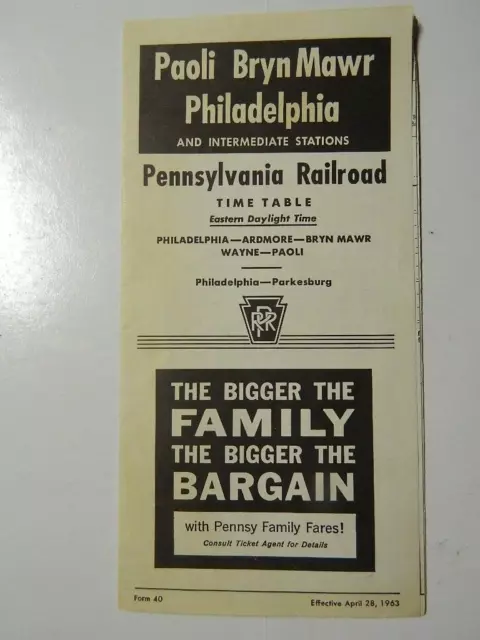 Paoli Bryn Mawr
Philadelphia
AND INTERMEDIATE STATIONS
Pennsylvania Railroad
TIME TABLE
Eastern Daylight Time
PHILADELPHIA—ARDMORE—BRYN MAWR
WAYNE—PAOLI
Philadelphia—Parkesburg
PRR
THE BIGGER THE
FAMILY
THE BIGGER THE
BARGAIN
with Pennsy Family Fares!
Consult Ticket Agent for Details
Form 40
Effective April 28, 1963